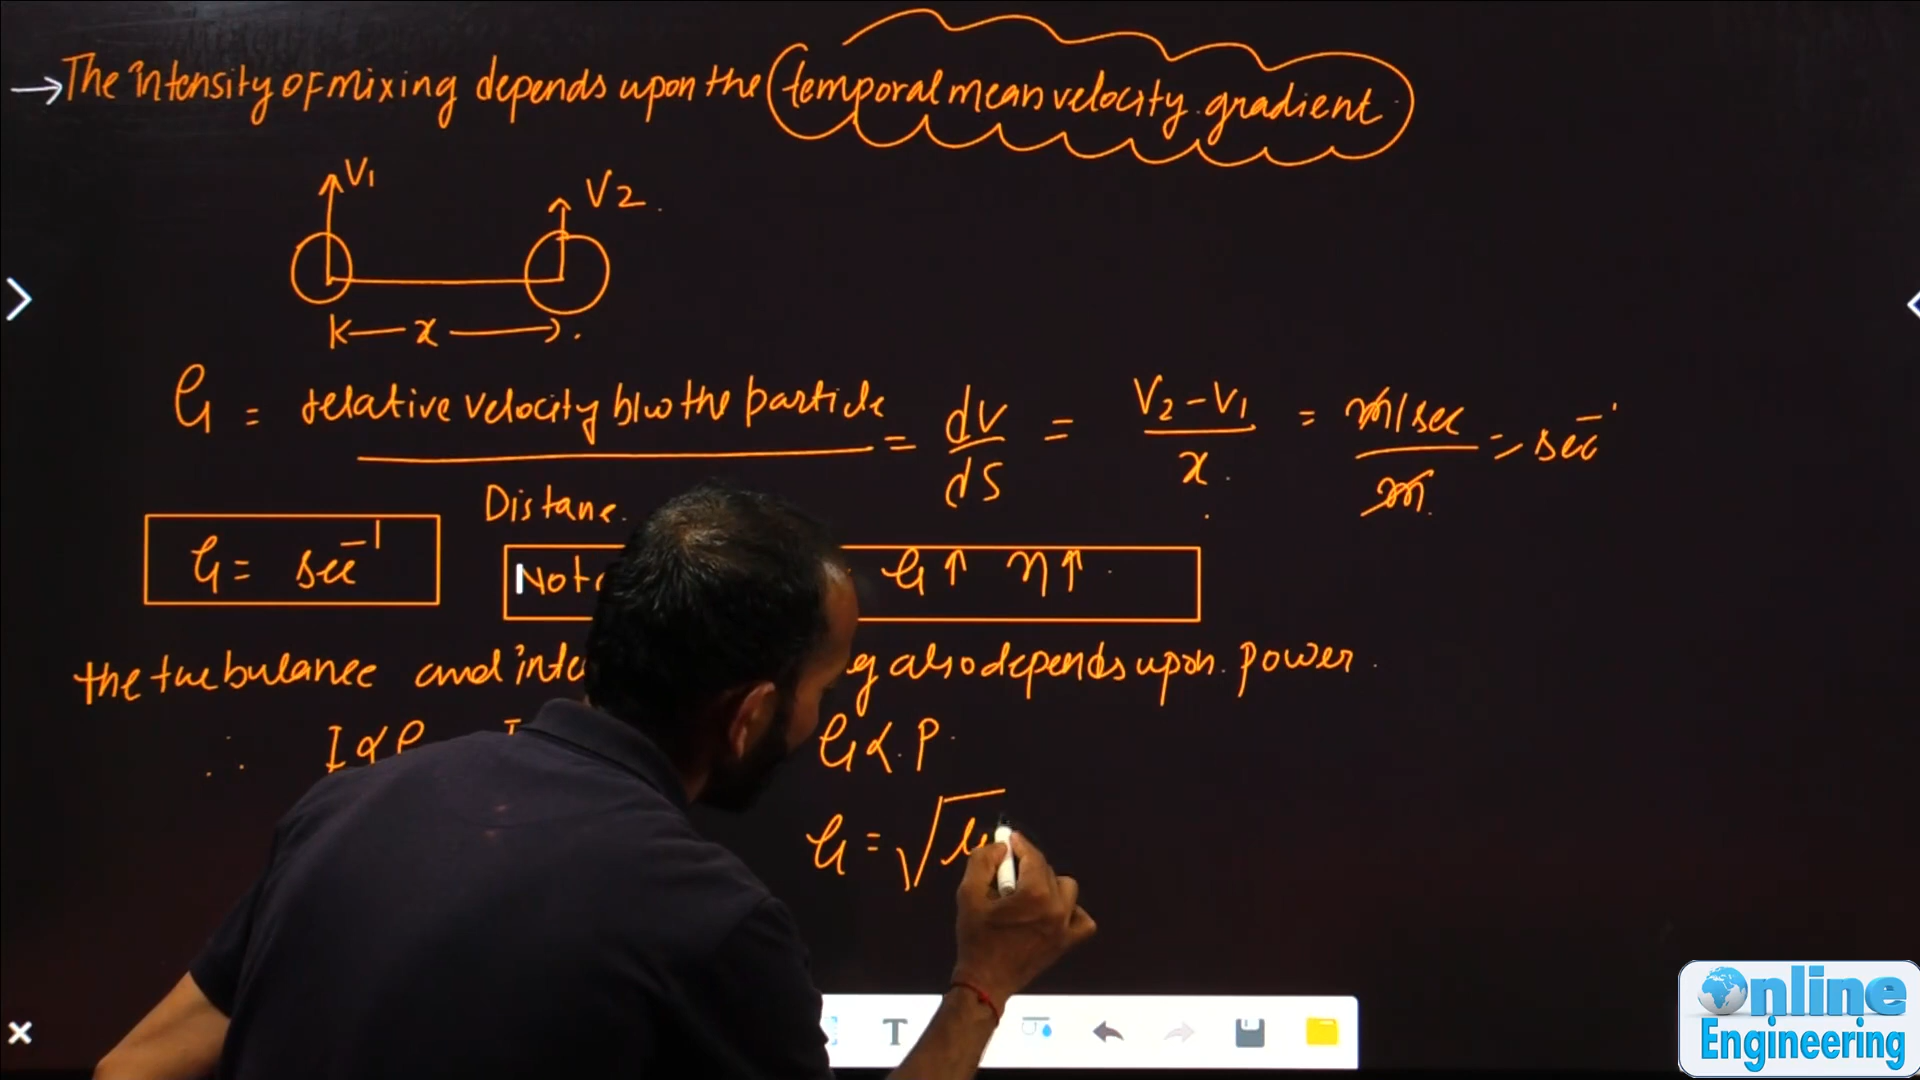 → The intensity of mixing depends upon the temporal mean velocity gradient.
V1
V2.
x
G = relative velocity b/w the particle = dv = V2-V1 = m/sec = sec-1
Distance. ds x. m.
G = sec-1 Note G↑ η↑
the turbulance and inte also depends upon power.
∴ I∝P I G∝P
G = √
Online
Engineering
T